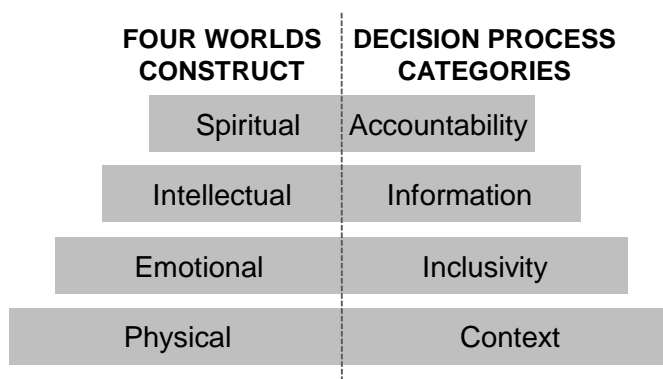 FOUR WORLDS DECISION PROCESS
CONSTRUCT CATEGORIES
Spiritual Accountability
Intellectual Information
Emotional Inclusivity
Physical Context